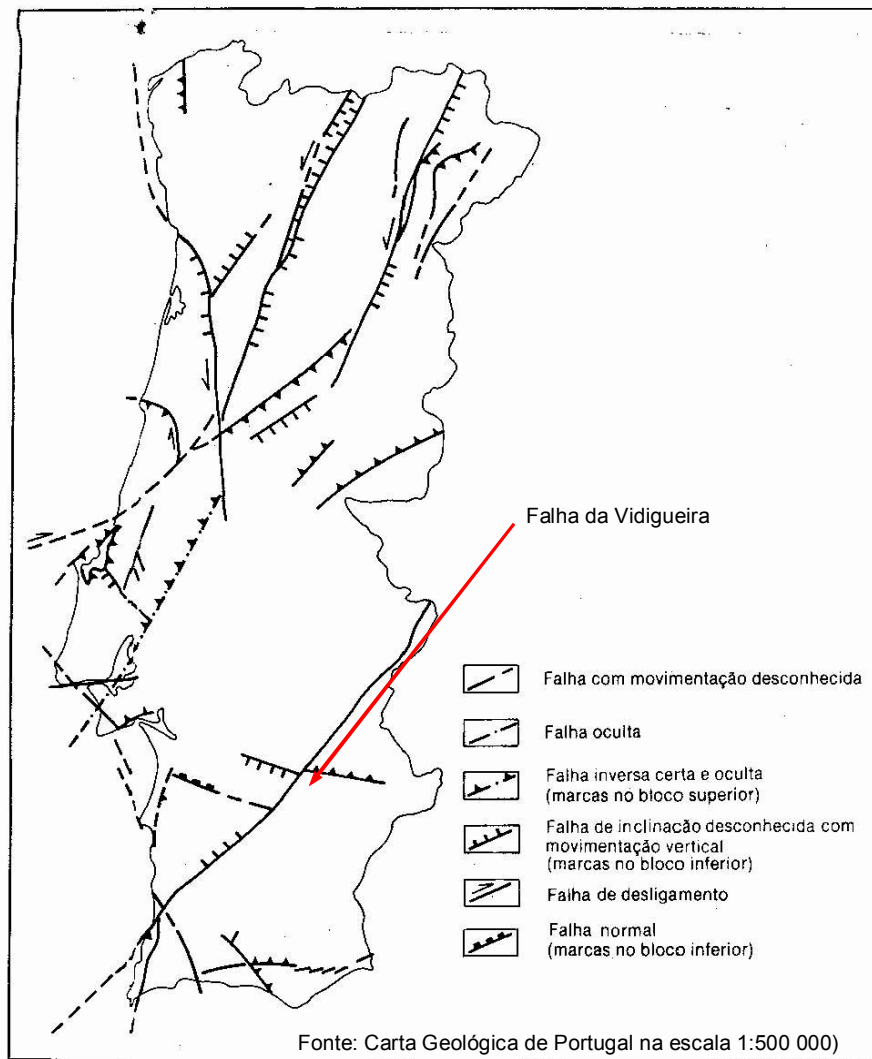 Falha da Vidigueira
Falha com movimentação desconhecida
Falha oculta
Falha inversa certa e oculta
(marcas no bloco superior)
Falha de inclinacão desconhecida com
movimentação vertical
(marcas no bloco inferior)
Falha de desligamento
Falha normal
(marcas no bloco inferior)
Fonte: Carta Geológica de Portugal na escala 1:500 000)